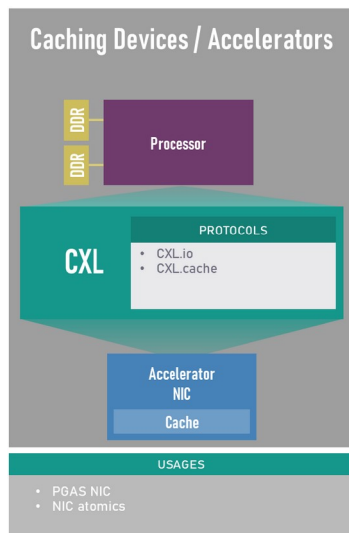 Caching Devices / Accelerators
DDR
DDR
Processor
CXL
PROTOCOLS
• CXL.io
• CXL.cache
Accelerator
NIC
Cache
USAGES
• PGAS NIC
• NIC atomics